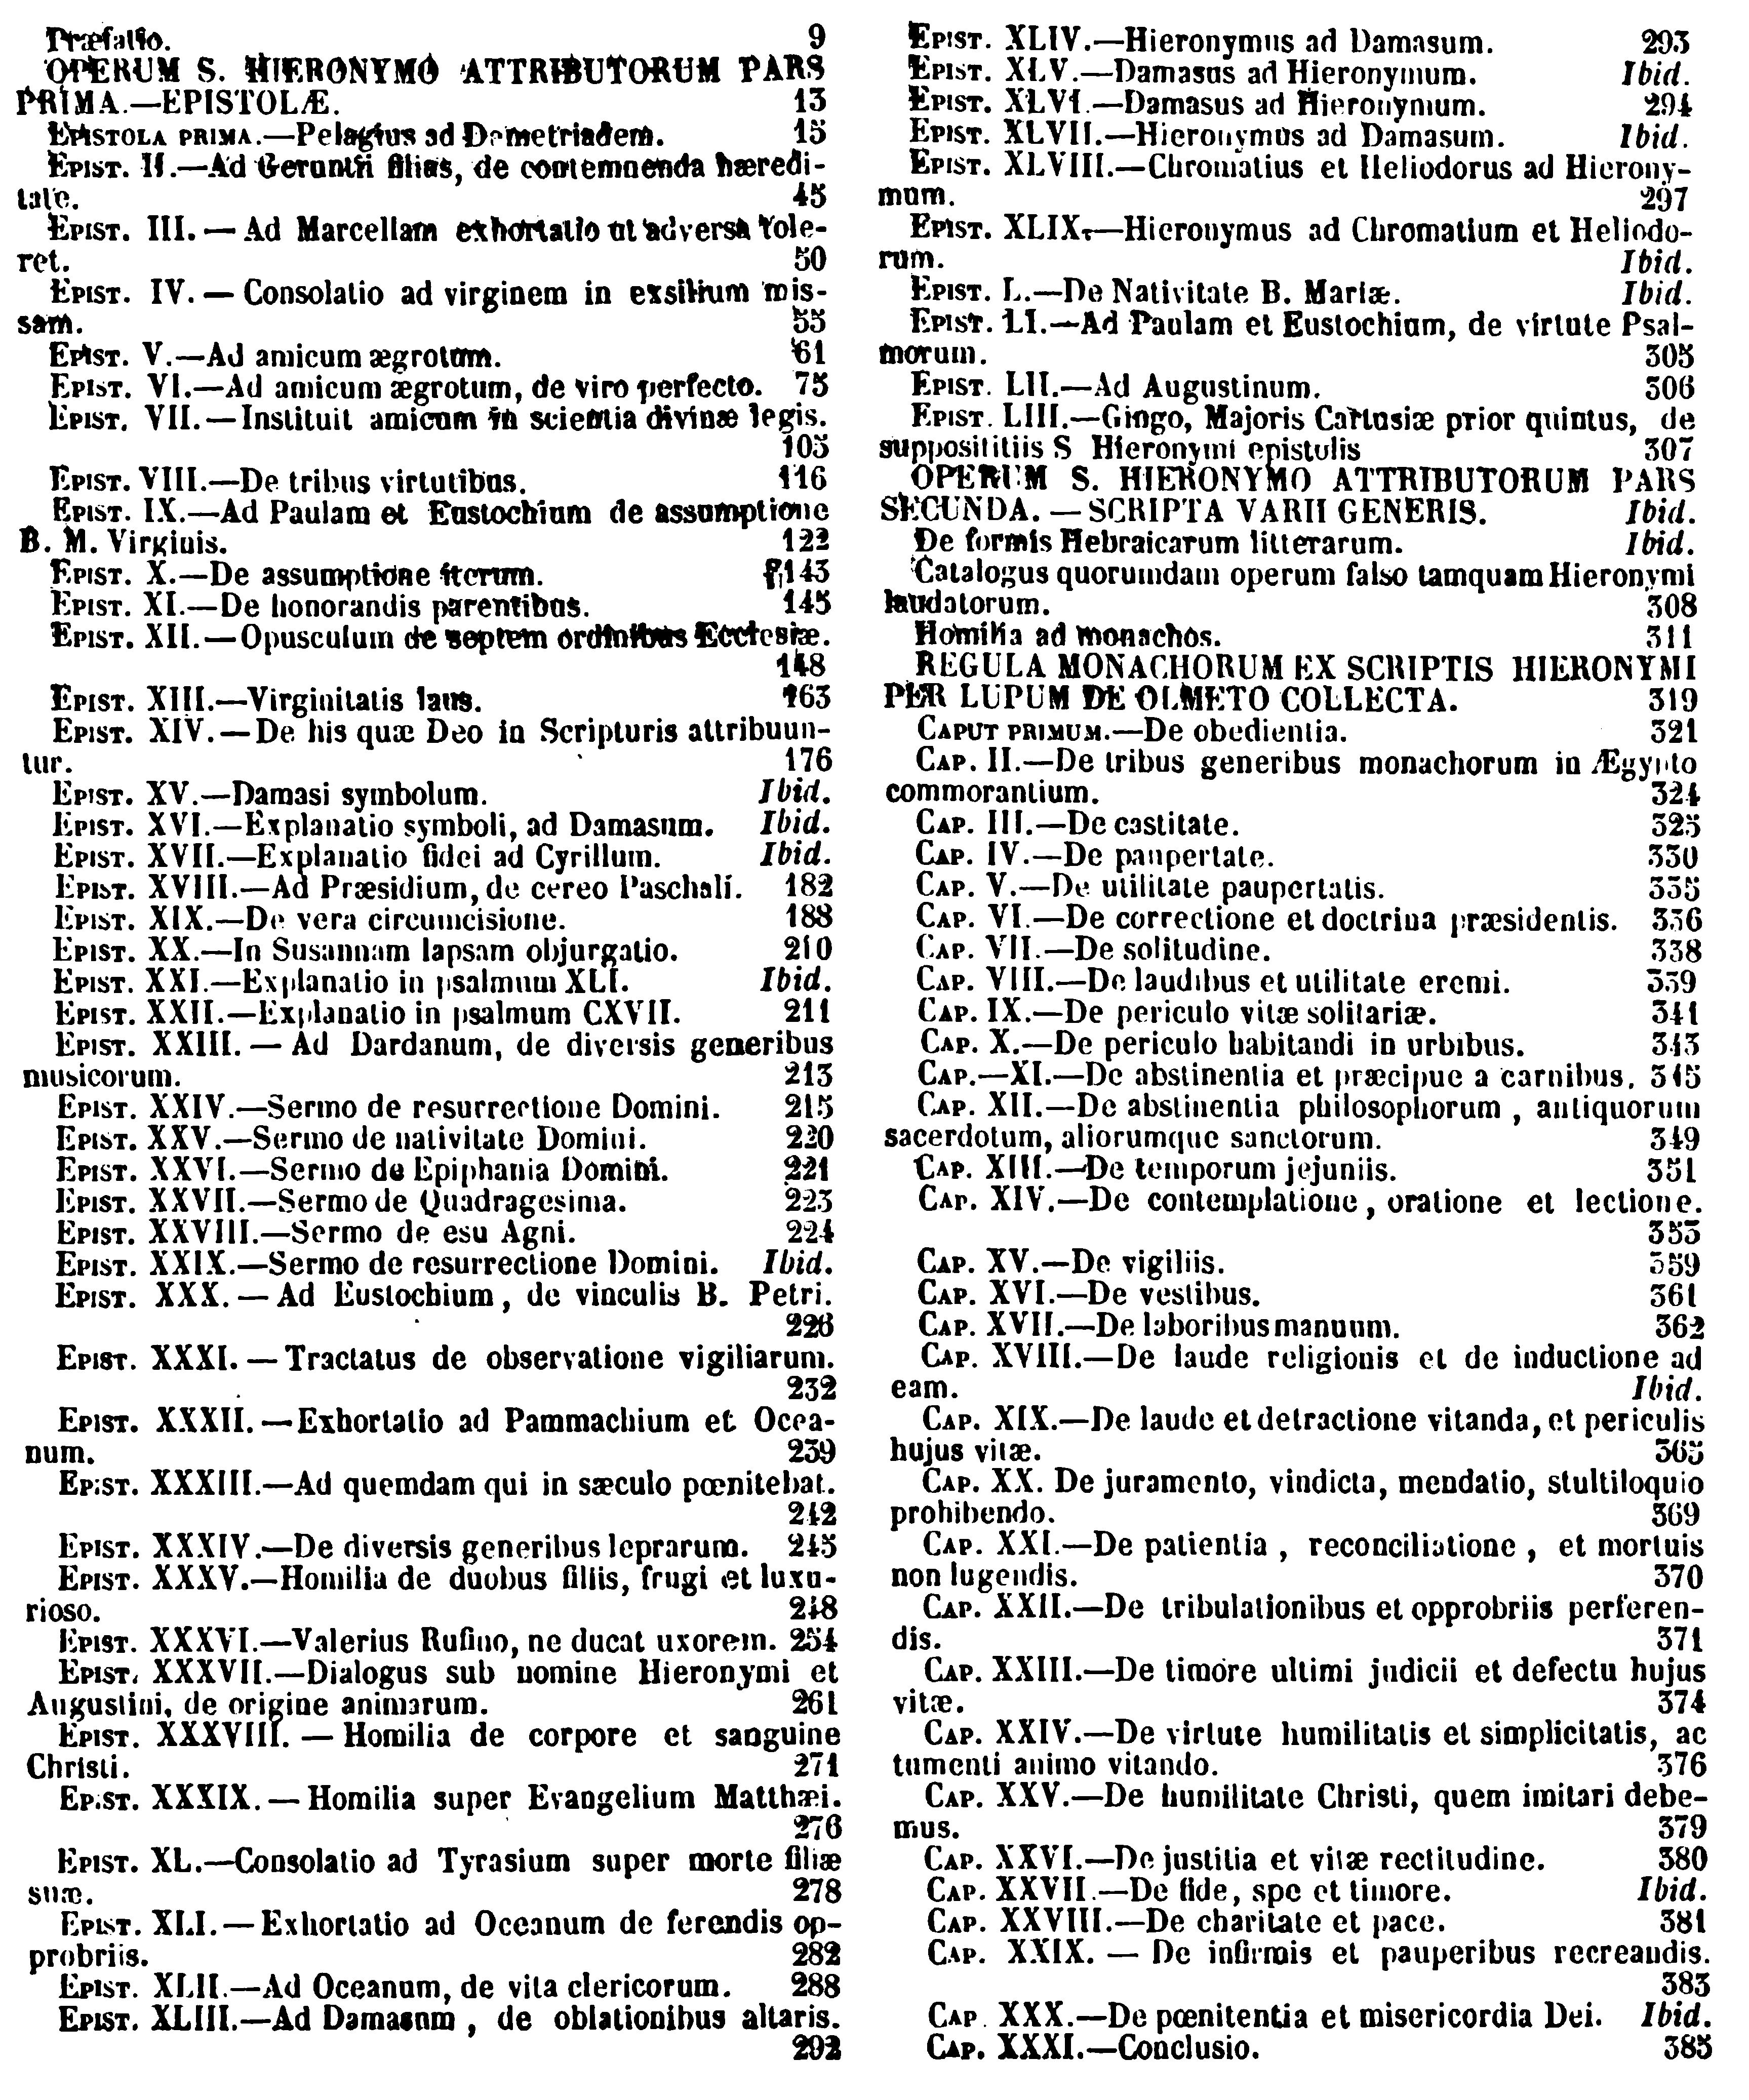 Præfatio. 9
OPERUM S. HIERONYMO ATTRIBUTORUM PARS
PRIMA.—EPISTOLÆ. 13
EPISTOLA PRIMA.—Pelagius ad Demetriadem. 15
EPIST. II.—Ad Geruntii filias, de contemnenda hæredi-
tate. 45
EPIST. III. — Ad Marcellam exhortatio ut adversa tole-
ret. 50
EPIST. IV. — Consolatio ad virginem in exsilium mis-
sam. 55
EPIST. V.—Ad amicum ægrotum. 61
EPIST. VI.—Ad amicum ægrotum, de viro perfecto. 75
EPIST. VII. — Instituit amicum in scientia divinæ legis.
105
EPIST. VIII.—De tribus virtutibus. 116
EPIST. IX.—Ad Paulam et Eustochium de assumptione
B. M. Virginis. 122
EPIST. X.—De assumptione iterum. 143
EPIST. XI.—De honorandis parentibus. 145
EPIST. XII. — Opusculum de septem ordinibus Ecclesiæ.
148
EPIST. XIII.—Virginitatis laus. 163
EPIST. XIV. — De his quæ Deo in Scripturis attribuun-
tur. 176
EPIST. XV.—Damasi symbolum. Ibid.
EPIST. XVI.—Explanatio symboli, ad Damasum. Ibid.
EPIST. XVII.—Explanatio fidei ad Cyrillum. Ibid.
EPIST. XVIII.—Ad Præsidium, de cereo Paschali. 182
EPIST. XIX.—De vera circumcisione. 188
EPIST. XX.—In Susannam lapsam objurgatio. 210
EPIST. XXI.—Explanatio in psalmum XLI. Ibid.
EPIST. XXII.—Explanatio in psalmum CXVII. 211
EPIST. XXIII. — Ad Dardanum, de diversis generibus
musicorum. 213
EPIST. XXIV.—Sermo de resurrectione Domini. 215
EPIST. XXV.—Sermo de nativitate Domini. 220
EPIST. XXVI.—Sermo de Epiphania Domini. 221
EPIST. XXVII.—Sermo de Quadragesima. 223
EPIST. XXVIII.—Sermo de esu Agni. 224
EPIST. XXIX.—Sermo de resurrectione Domini. Ibid.
EPIST. XXX. — Ad Eustochium, de vinculis B. Petri.
226
EPIST. XXXI. — Tractatus de observatione vigiliarum.
232
EPIST. XXXII. — Exhortatio ad Pammachium et Ocea-
num. 239
EPIST. XXXIII.—Ad quemdam qui in sæculo pœnitebat.
242
EPIST. XXXIV.—De diversis generibus leprarum. 245
EPIST. XXXV.—Homilia de duobus filiis, frugi et luxu-
rioso. 248
EPIST. XXXVI.—Valerius Rufino, ne ducat uxorem. 254
EPIST. XXXVII.—Dialogus sub nomine Hieronymi et
Augustini, de origine animarum. 261
EPIST. XXXVIII. — Homilia de corpore et sanguine
Christi. 271
EPIST. XXXIX. — Homilia super Evangelium Matthæi.
276
EPIST. XL.—Consolatio ad Tyrasium super morte filiæ
suæ. 278
EPIST. XLI. — Exhortatio ad Oceanum de ferendis op-
probriis. 282
EPIST. XLII.—Ad Oceanum, de vita clericorum. 288
EPIST. XLIII.—Ad Damasum, de oblationibus altaris.
292
EPIST. XLIV.—Hieronymus ad Damasum. 293
EPIST. XLV.—Damasus ad Hieronymum. Ibid.
EPIST. XLVI.—Damasus ad Hieronymum. 294
EPIST. XLVII.—Hieronymus ad Damasum. Ibid.
EPIST. XLVIII.—Chromatius et Heliodorus ad Hierony-
mum. 297
EPIST. XLIX.—Hieronymus ad Chromatium et Heliodo-
rum. Ibid.
EPIST. L.—De Nativitate B. Mariæ. Ibid.
EPIST. LI.—Ad Paulam et Eustochium, de virtute Psal-
morum. 305
EPIST. LII.—Ad Augustinum. 306
EPIST. LIII.—Gingo, Majoris Cartusiæ prior quintus, de
supposititiis S Hieronymi epistolis 307
OPERUM S. HIERONYMO ATTRIBUTORUM PARS
SECUNDA. — SCRIPTA VARII GENERIS. Ibid.
De formis Hebraicarum litterarum. Ibid.
Catalogus quorumdam operum falso tamquam Hieronymi
laudatorum. 308
Homilia ad monachos. 311
REGULA MONACHORUM EX SCRIPTIS HIERONYMI
PER LUPUM DE OLMETO COLLECTA. 319
CAPUT PRIMUM.—De obedientia. 321
CAP. II.—De tribus generibus monachorum in Ægypto
commorantium. 324
CAP. III.—De castitate. 325
CAP. IV.—De paupertate. 330
CAP. V.—De utilitate paupertatis. 335
CAP. VI.—De correctione et doctrina præsidentis. 336
CAP. VII.—De solitudine. 338
CAP. VIII.—De laudibus et utilitate eremi. 339
CAP. IX.—De periculo vitæ solitariæ. 341
CAP. X.—De periculo habitandi in urbibus. 343
CAP.—XI.—De abstinentia et præcipue a carnibus. 345
CAP. XII.—De abstinentia philosophorum, antiquorum
sacerdotum, aliorumque sanctorum. 349
CAP. XIII.—De temporum jejuniis. 351
CAP. XIV.—De contemplatione, oratione et lectione.
353
CAP. XV.—De vigiliis. 359
CAP. XVI.—De vestibus. 361
CAP. XVII.—De laboribus manuum. 362
CAP. XVIII.—De laude religionis et de inductione ad
eam. Ibid.
CAP. XIX.—De laude et detractione vitanda, et periculis
hujus vitæ. 365
CAP. XX. De juramento, vindicta, mendatio, stultiloquio
prohibendo. 369
CAP. XXI.—De patientia, reconciliatione, et mortuis
non lugendis. 370
CAP. XXII.—De tribulationibus et opprobriis perferen-
dis. 371
CAP. XXIII.—De timore ultimi judicii et defectu hujus
vitæ. 374
CAP. XXIV.—De virtute humilitatis et simplicitatis, ac
tumenti animo vitando. 376
CAP. XXV.—De humilitate Christi, quem imitari debe-
mus. 379
CAP. XXVI.—De justitia et vitæ rectitudine. 380
CAP. XXVII.—De fide, spe et timore. Ibid.
CAP. XXVIII.—De charitate et pace. 381
CAP. XXIX. — De infirmis et pauperibus recreandis.
383
CAP. XXX.—De pœnitentia et misericordia Dei. Ibid.
CAP. XXXI.—Conclusio. 385